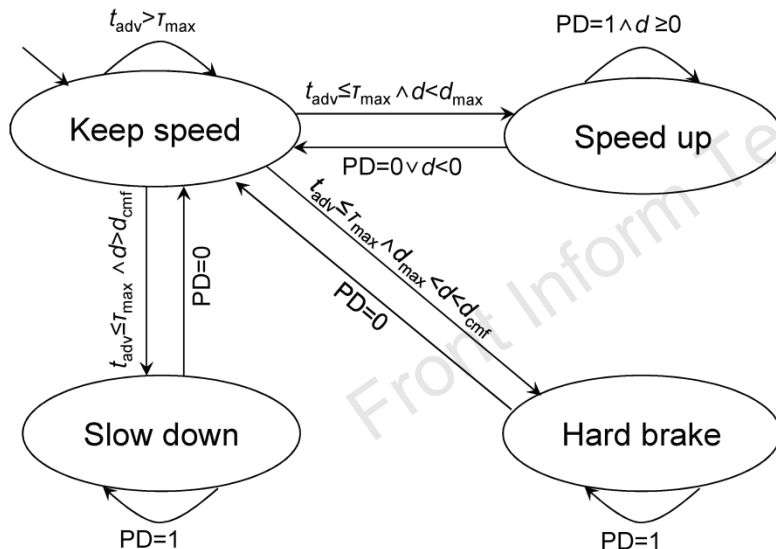 t_adv>τ_max
PD=1∧d ≥0
Keep speed
t_adv≤τ_max ∧ d<d_max
Speed up
PD=0∨d<0
t_adv≤τ_max ∧ d>d_cmf
PD=0
t_adv≤τ_max ∧ d_max <d<d_cmf
PD=0
Slow down
Hard brake
PD=1
PD=1
Front Inform Te